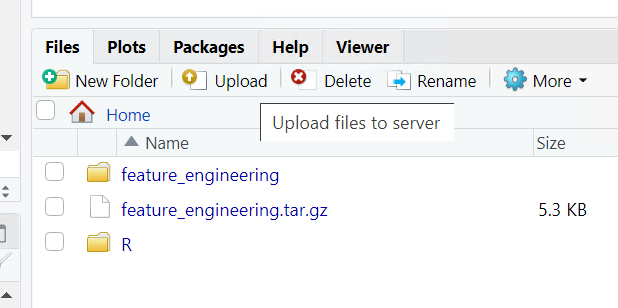 Files Plots Packages Help Viewer
New Folder Upload Delete Rename More
Home
Upload files to server
Name Size
feature_engineering
feature_engineering.tar.gz 5.3 KB
R